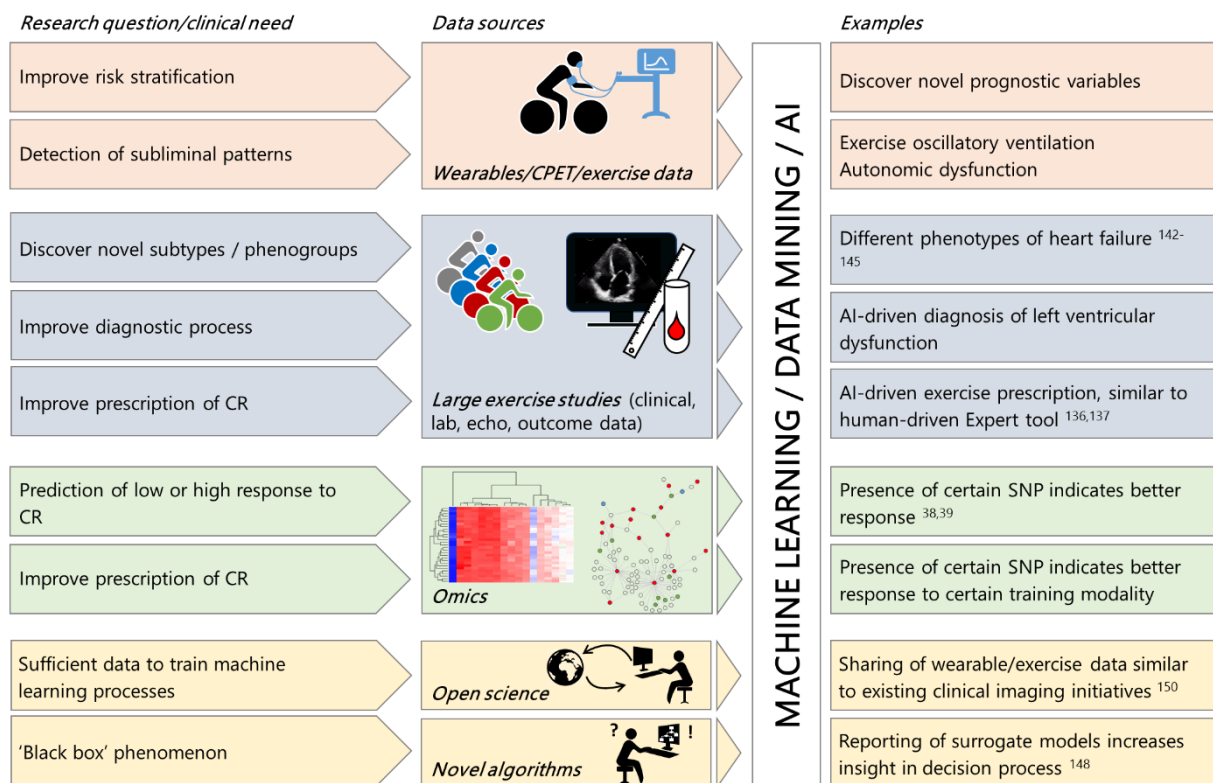 Research question/clinical need
Data sources
Examples
Improve risk stratification
Detection of subliminal patterns
Wearables/CPET/exercise data
Discover novel prognostic variables
Exercise oscillatory ventilation
Autonomic dysfunction
Discover novel subtypes / phenogroups
Improve diagnostic process
Improve prescription of CR
Large exercise studies (clinical,
lab, echo, outcome data)
Different phenotypes of heart failure 142-
145
AI-driven diagnosis of left ventricular
dysfunction
AI-driven exercise prescription, similar to
human-driven Expert tool 136,137
Prediction of low or high response to
CR
Improve prescription of CR
Omics
Presence of certain SNP indicates better
response 38,39
Presence of certain SNP indicates better
response to certain training modality
Sufficient data to train machine
learning processes
'Black box' phenomenon
Open science
? !
Novel algorithms
MACHINE LEARNING / DATA MINING / AI
Sharing of wearable/exercise data similar
to existing clinical imaging initiatives 150
Reporting of surrogate models increases
insight in decision process 148